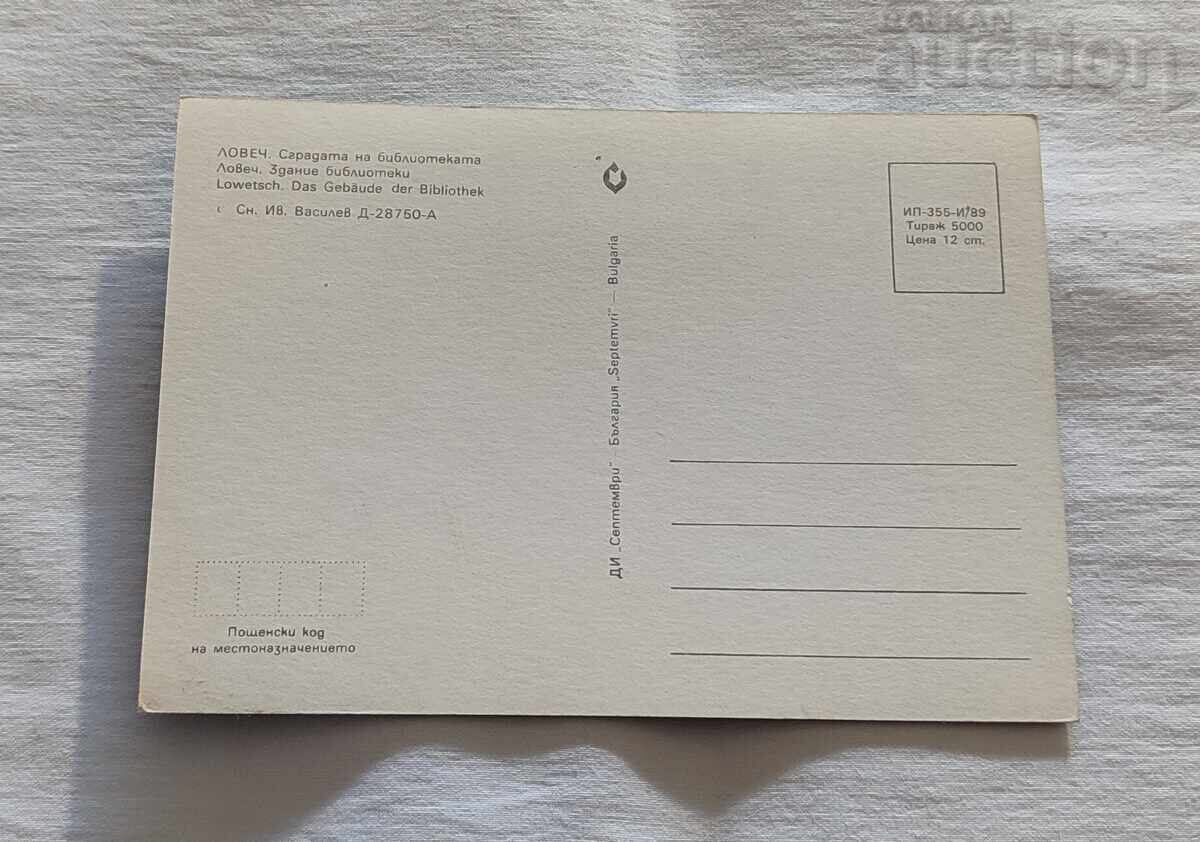 BALKAN
auction
ЛОВЕЧ. Сградата на библиотеката
Ловеч. Здание библиотеки
Lowetsch. Das Gebäude der Bibliothek
Сн. Ив. Василев Д-28750-А
ДИ „Септември“ — България „Septemvri“ — Bulgaria
ИП-355-И/89
Тираж 5000
Цена 12 ст.
Пощенски код
на местоназначението